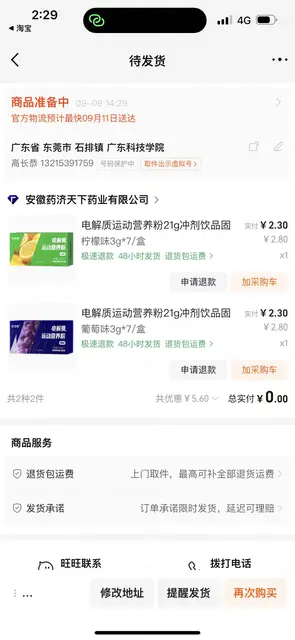 2:29
4G
淘宝
待发货
商品准备中 09-09 14:29
官方物流预计最快09月11日送达
广东省 东莞市 石排镇 广东科技学院
高长恭 13215391759 号码保护中 取件出示虚拟号
安徽药济天下药业有限公司
电解质运动营养粉21g冲剂饮品固 实付¥2.30
柠檬味3g*7/盒 ¥2.80
极速退款 48小时发货 退货包运费 x1
申请退款 加采购车
电解质运动营养粉21g冲剂饮品固 实付¥2.30
葡萄味3g*7/盒 ¥2.80
极速退款 48小时发货 退货包运费 x1
申请退款 加采购车
共2种2件 共优惠¥5.60 总实付¥0.00
商品服务
退货包运费 上门取件，最高可补全部退货运费
发货承诺 订单承诺限时发货，延迟可理赔
旺旺联系 拨打电话
... 修改地址 提醒发货 再次购买